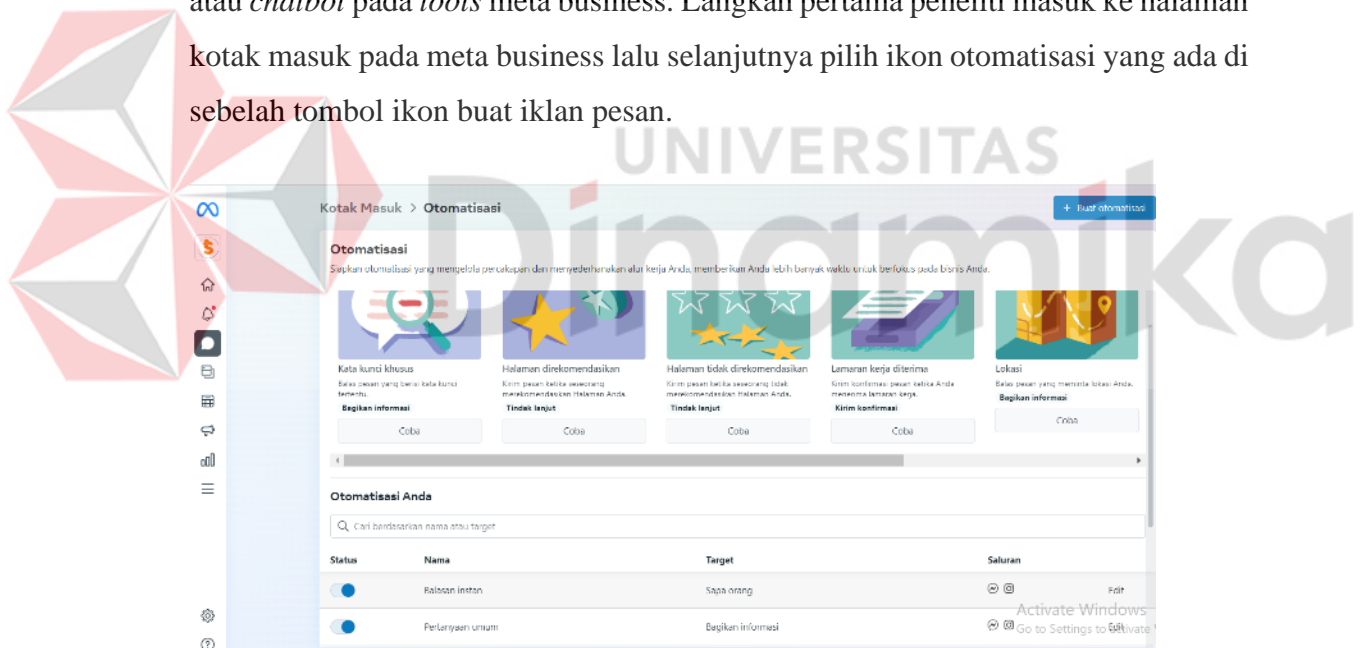 atau chatbot pada tools meta business. Langkah pertama peneliti masuk ke halaman
kotak masuk pada meta business lalu selanjutnya pilih ikon otomatisasi yang ada di
sebelah tombol ikon buat iklan pesan.
UNIVERSITAS
Dinamika
Kotak Masuk > Otomatisasi
+ Buat otomatisasi
Otomatisasi
Siapkan otomatisasi yang mengelola percakapan dan menyederhanakan alur kerja Anda, memberikan Anda lebih banyak waktu untuk berfokus pada bisnis Anda.
Kata kunci khusus
Balas pesan yang berisi kata kunci
tertentu.
Bagikan informasi
Coba
Halaman direkomendasikan
Kirim pesan ketika seseorang
merekomendasikan Halaman Anda.
Tindak lanjut
Coba
Halaman tidak direkomendasikan
Kirim pesan ketika seseorang tidak
merekomendasikan Halaman Anda.
Tindak lanjut
Coba
Lamaran kerja diterima
Kirim konfirmasi pesan ketika Anda
menerima lamaran kerja.
Kirim konfirmasi
Coba
Lokasi
Balas pesan yang meminta lokasi Anda.
Bagikan informasi
Coba
Otomatisasi Anda
Cari berdasarkan nama atau target
Status Nama Target Saluran
Balasan instan Sapa orang Edit
Pertanyaan umum Bagikan informasi Edit
Activate Windows
Go to Settings to activate